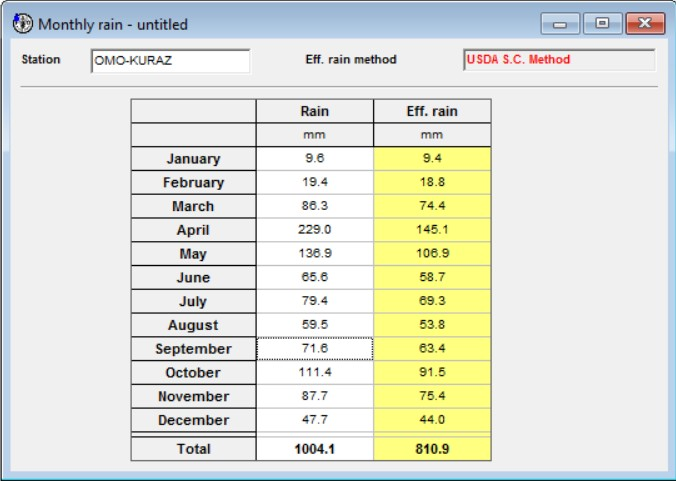 Monthly rain - untitled
Station OMO-KURAZ Eff. rain method USDA S.C. Method
Rain Eff. rain
mm mm
January 9.6 9.4
February 19.4 18.8
March 86.3 74.4
April 229.0 145.1
May 136.9 106.9
June 65.6 58.7
July 79.4 69.3
August 59.5 53.8
September 71.6 63.4
October 111.4 91.5
November 87.7 75.4
December 47.7 44.0
Total 1004.1 810.9